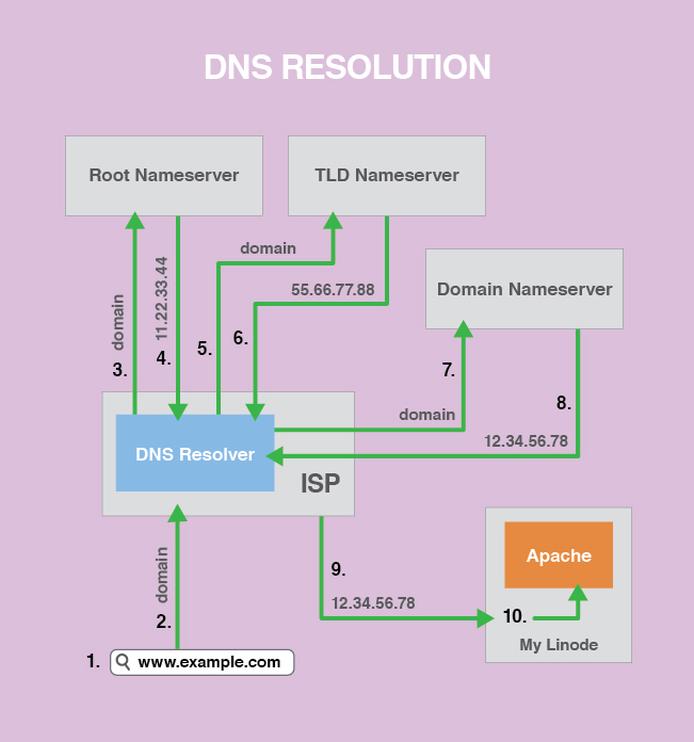 DNS RESOLUTION
Root Nameserver
TLD Nameserver
Domain Nameserver
domain
55.66.77.88
domain
11.22.33.44
3.
4.
5.
6.
7.
8.
domain
12.34.56.78
DNS Resolver
ISP
domain
2.
1.
www.example.com
9.
12.34.56.78
Apache
10.
My Linode